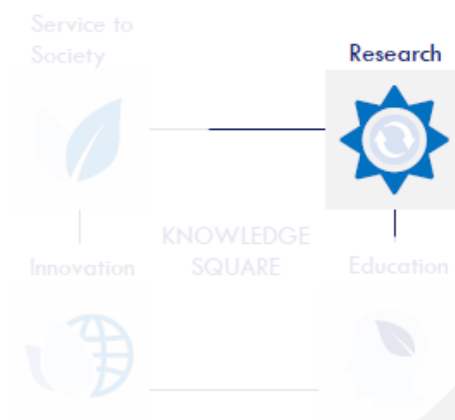 Service to
Society
Research
KNOWLEDGE
SQUARE
Innovation
Education